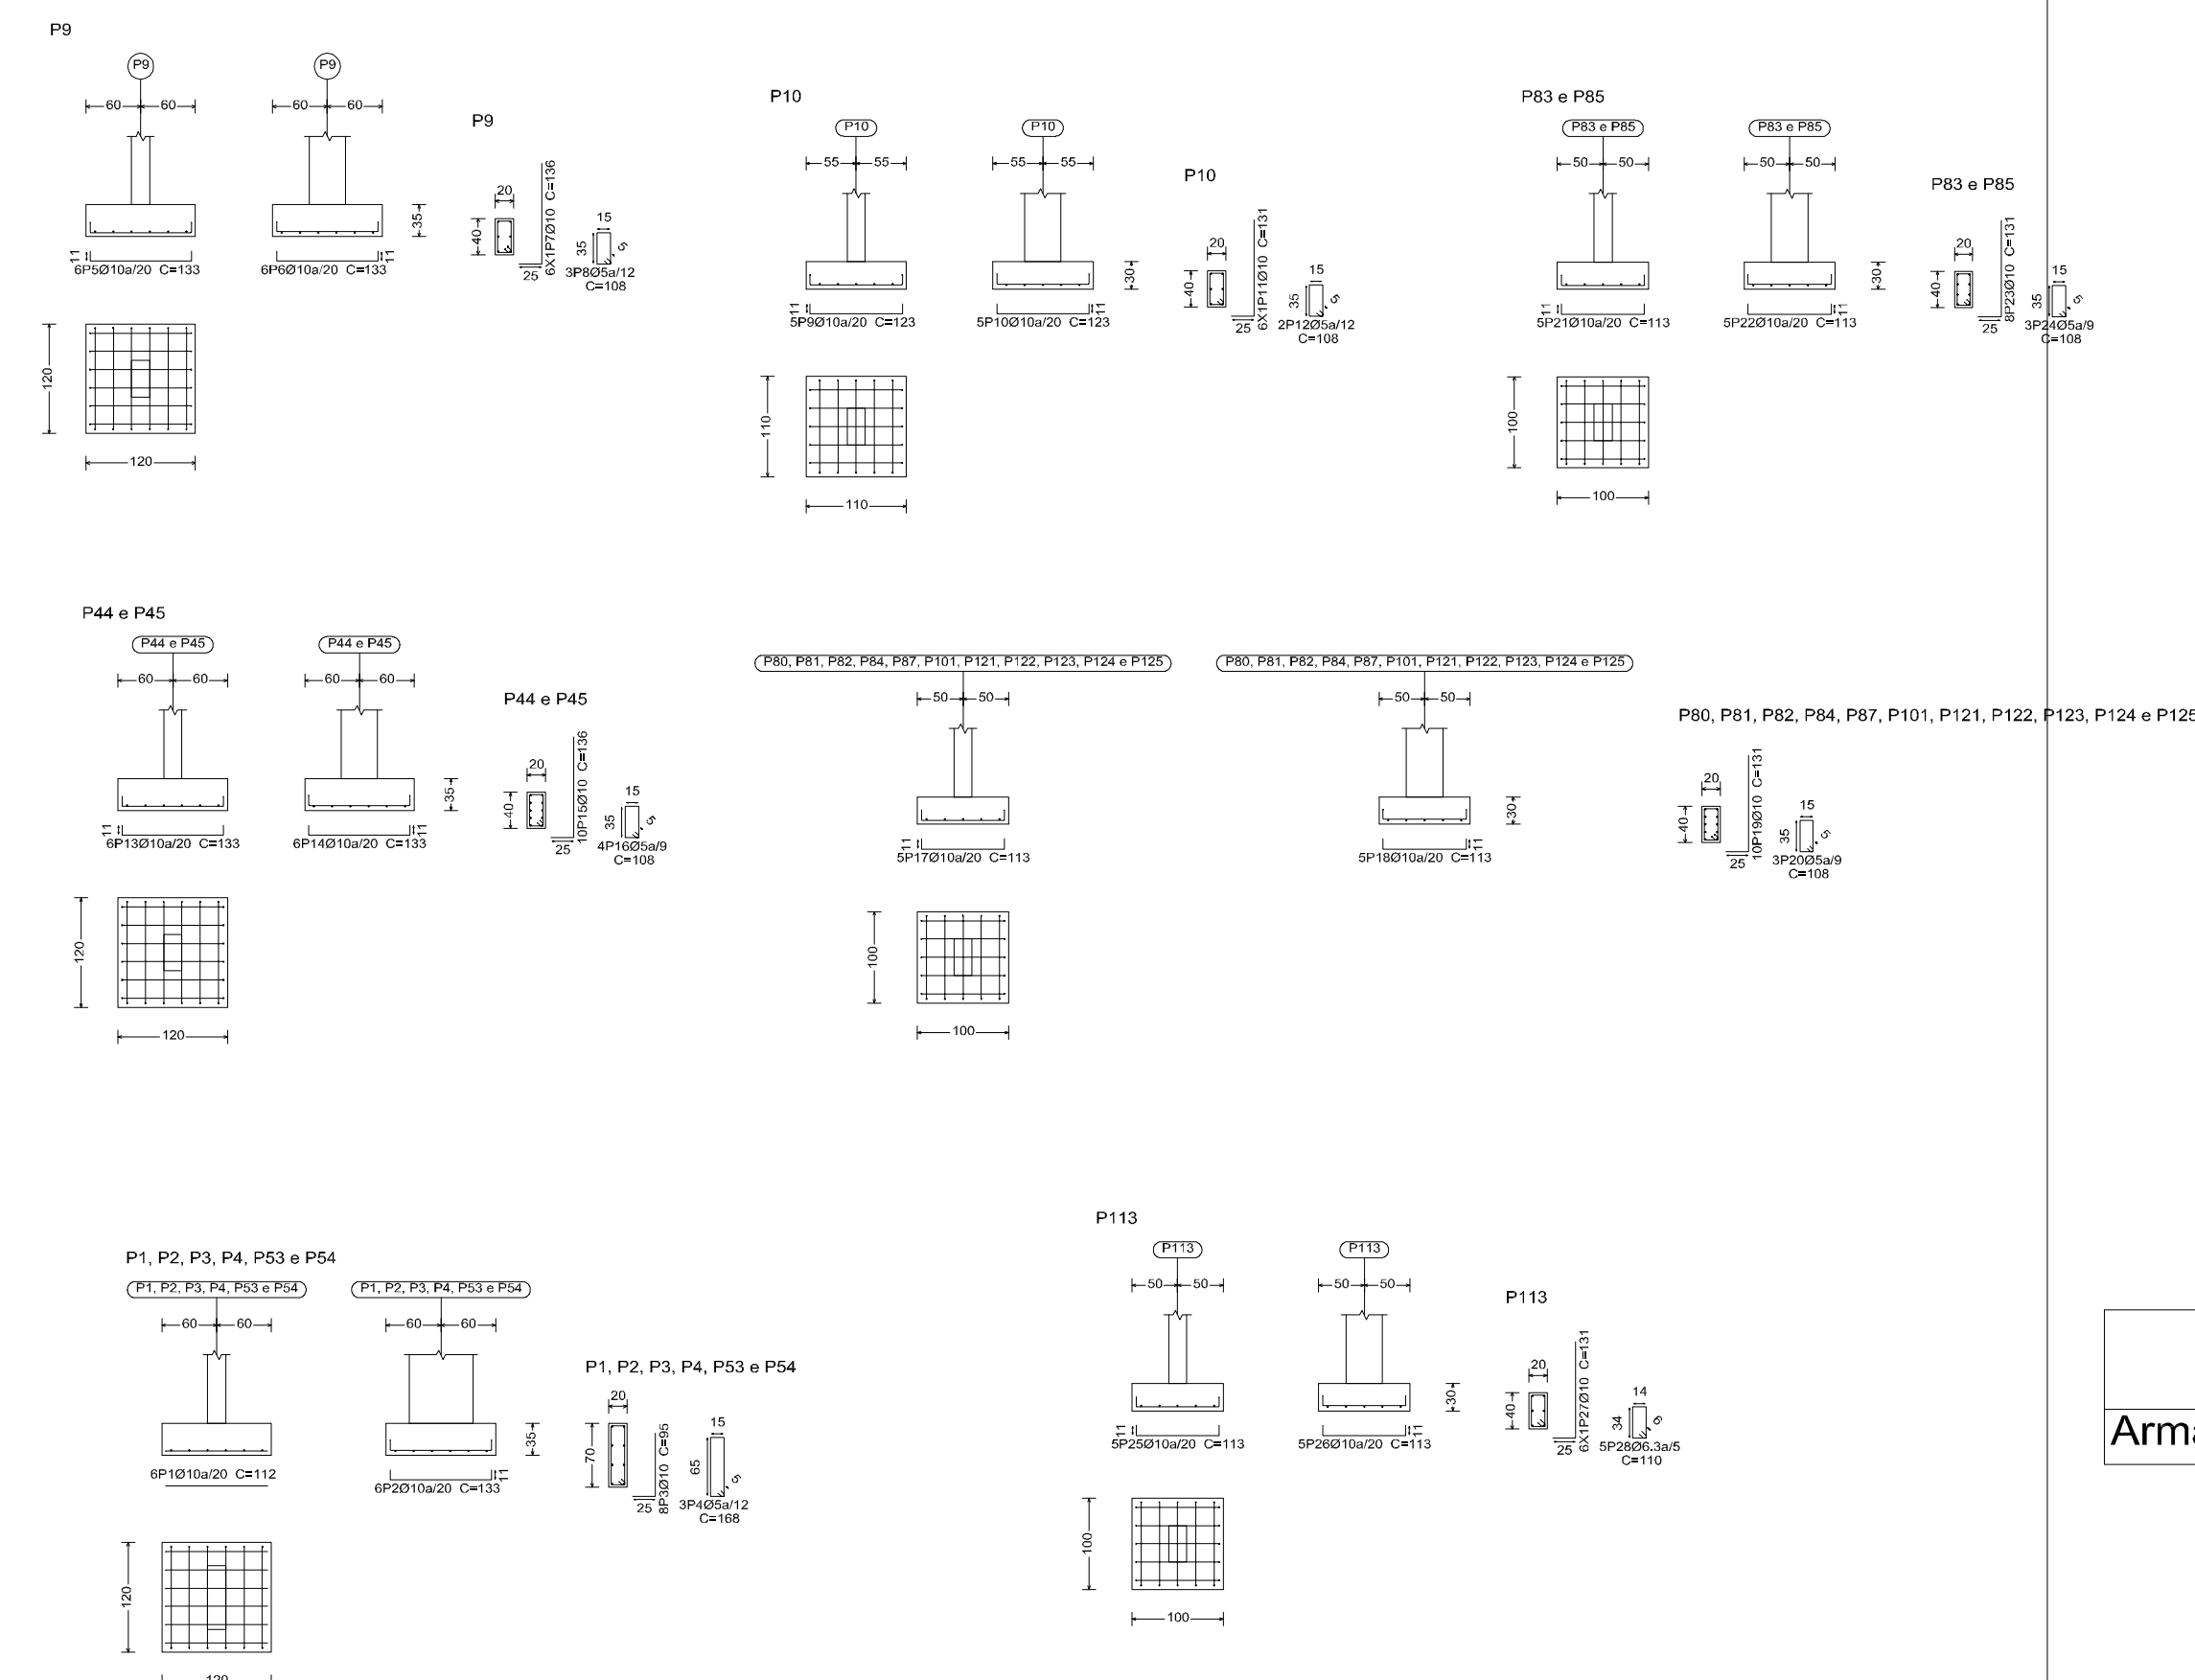 P9
P9
P9
60
60
60
60
35
11
6P5Ø10a/20 C=133
6P6Ø10a/20 C=133
11
120
120
P9
20
40
25
6X1P7Ø10 C=136
15
35
5
3P8Ø5a/12
C=108
P10
P10
P10
55
55
55
55
30
11
5P9Ø10a/20 C=123
5P10Ø10a/20 C=123
11
110
110
P10
20
40
25
6X1P11Ø10 C=131
15
35
5
2P12Ø5a/12
C=108
P83 e P85
P83 e P85
P83 e P85
50
50
50
50
30
11
5P21Ø10a/20 C=113
5P22Ø10a/20 C=113
11
100
100
P83 e P85
20
40
25
8P23Ø10 C=131
15
35
5
3P24Ø5a/9
C=108
P44 e P45
P44 e P45
P44 e P45
60
60
60
60
35
11
6P13Ø10a/20 C=133
6P14Ø10a/20 C=133
11
120
120
P44 e P45
20
40
25
10P15Ø10 C=136
15
35
5
4P16Ø5a/9
C=108
P80, P81, P82, P84, P87, P101, P121, P122, P123, P124 e P125
P80, P81, P82, P84, P87, P101, P121, P122, P123, P124 e P125
50
50
50
50
30
11
5P17Ø10a/20 C=113
5P18Ø10a/20 C=113
11
100
100
P80, P81, P82, P84, P87, P101, P121, P122, P123, P124 e P125
20
40
25
10P19Ø10 C=131
15
35
5
3P20Ø5a/9
C=108
P1, P2, P3, P4, P53 e P54
P1, P2, P3, P4, P53 e P54
P1, P2, P3, P4, P53 e P54
60
60
60
60
35
6P1Ø10a/20 C=112
6P2Ø10a/20 C=133
11
120
120
P1, P2, P3, P4, P53 e P54
20
70
25
8P3Ø10 C=95
15
65
5
3P4Ø5a/12
C=168
P113
P113
P113
50
50
50
50
30
11
5P25Ø10a/20 C=113
5P26Ø10a/20 C=113
11
100
100
P113
20
40
25
6X1P27Ø10 C=131
14
34
6
5P28Ø6.3a/5
C=110
Arma